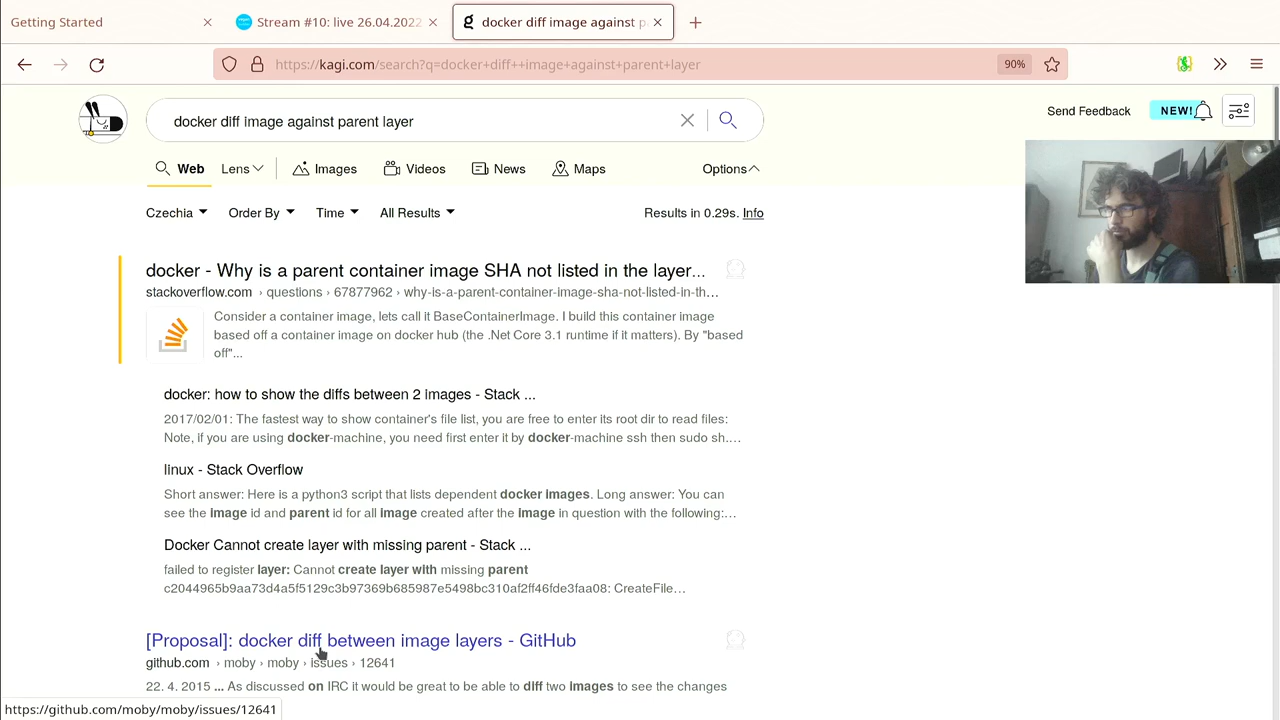 Getting Started
Stream #10: live 26.04.2022
docker diff image against p
https://kagi.com/search?q=docker+diff++image+against+parent+layer
90%
docker diff image against parent layer
Send Feedback
NEW!
Web
Lens
Images
Videos
News
Maps
Options
Czechia
Order By
Time
All Results
Results in 0.29s. Info
docker - Why is a parent container image SHA not listed in the layer...
stackoverflow.com › questions › 67877962 › why-is-a-parent-container-image-sha-not-listed-in-th...
Consider a container image, lets call it BaseContainerImage. I build this container
image based off a container image on docker hub (the .Net Core 3.1 runtime if it matters). By "based
off"...
docker: how to show the diffs between 2 images - Stack ...
2017/02/01: The fastest way to show container's file list, you are free to enter its root dir to read files:
Note, if you are using docker-machine, you need first enter it by docker-machine ssh then sudo sh....
linux - Stack Overflow
Short answer: Here is a python3 script that lists dependent docker images. Long answer: You can
see the image id and parent id for all image created after the image in question with the following:...
Docker Cannot create layer with missing parent - Stack ...
failed to register layer: Cannot create layer with missing parent
c2044965b9aa73d4a5f5129c3b97369b685987e5498bc310af2ff46fde3faa08: CreateFile...
[Proposal]: docker diff between image layers - GitHub
github.com › moby › moby › issues › 12641
22. 4. 2015 ... As discussed on IRC it would be great to be able to diff two images to see the changes
https://github.com/moby/moby/issues/12641